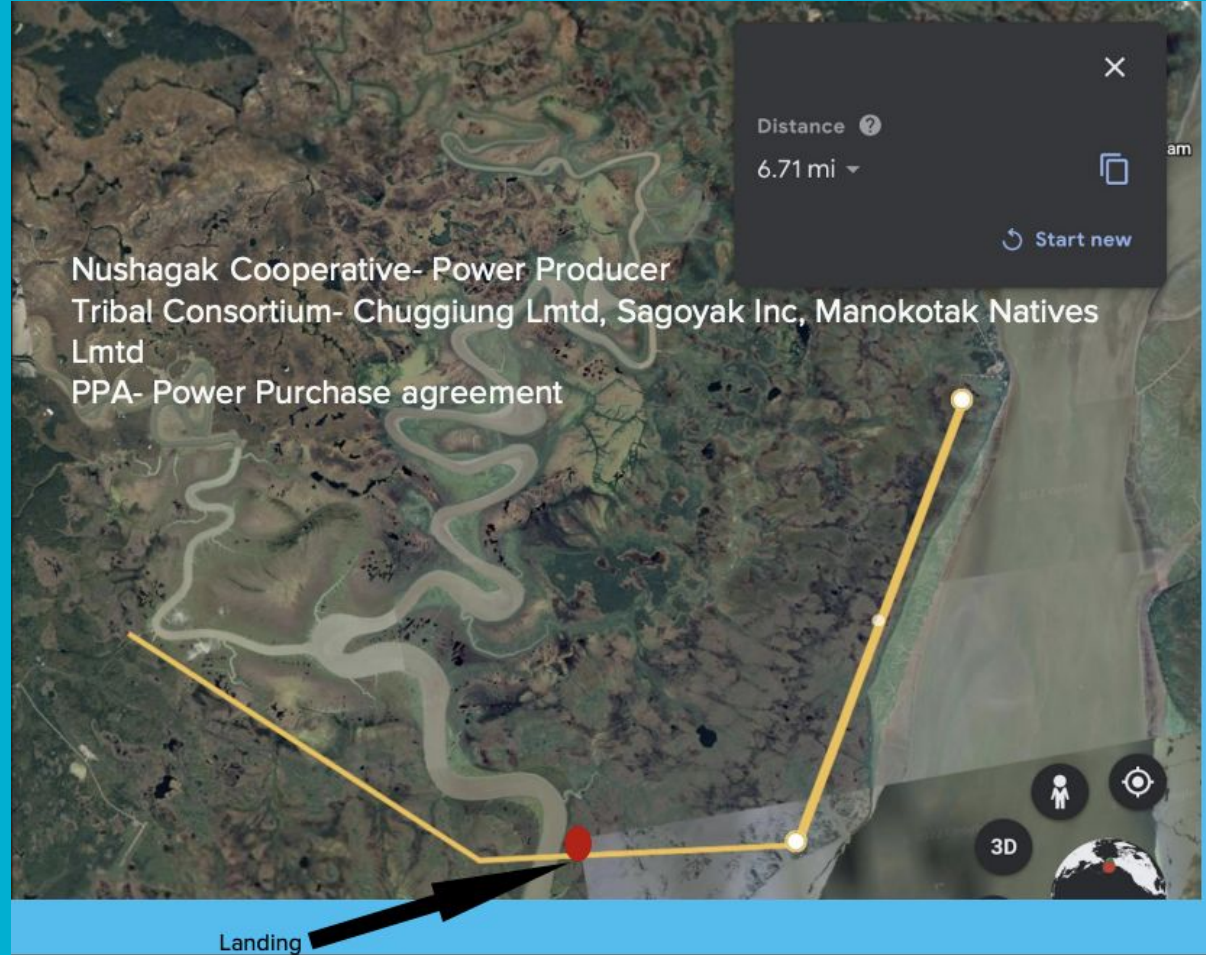 Distance ?
am
6.71 mi
Start new
Nushagak Cooperative- Power Producer
Tribal Consortium- Chuggiung Lmtd, Sagoyak Inc, Manokotak Natives
Lmtd
PPA- Power Purchase agreement
3D
Landing